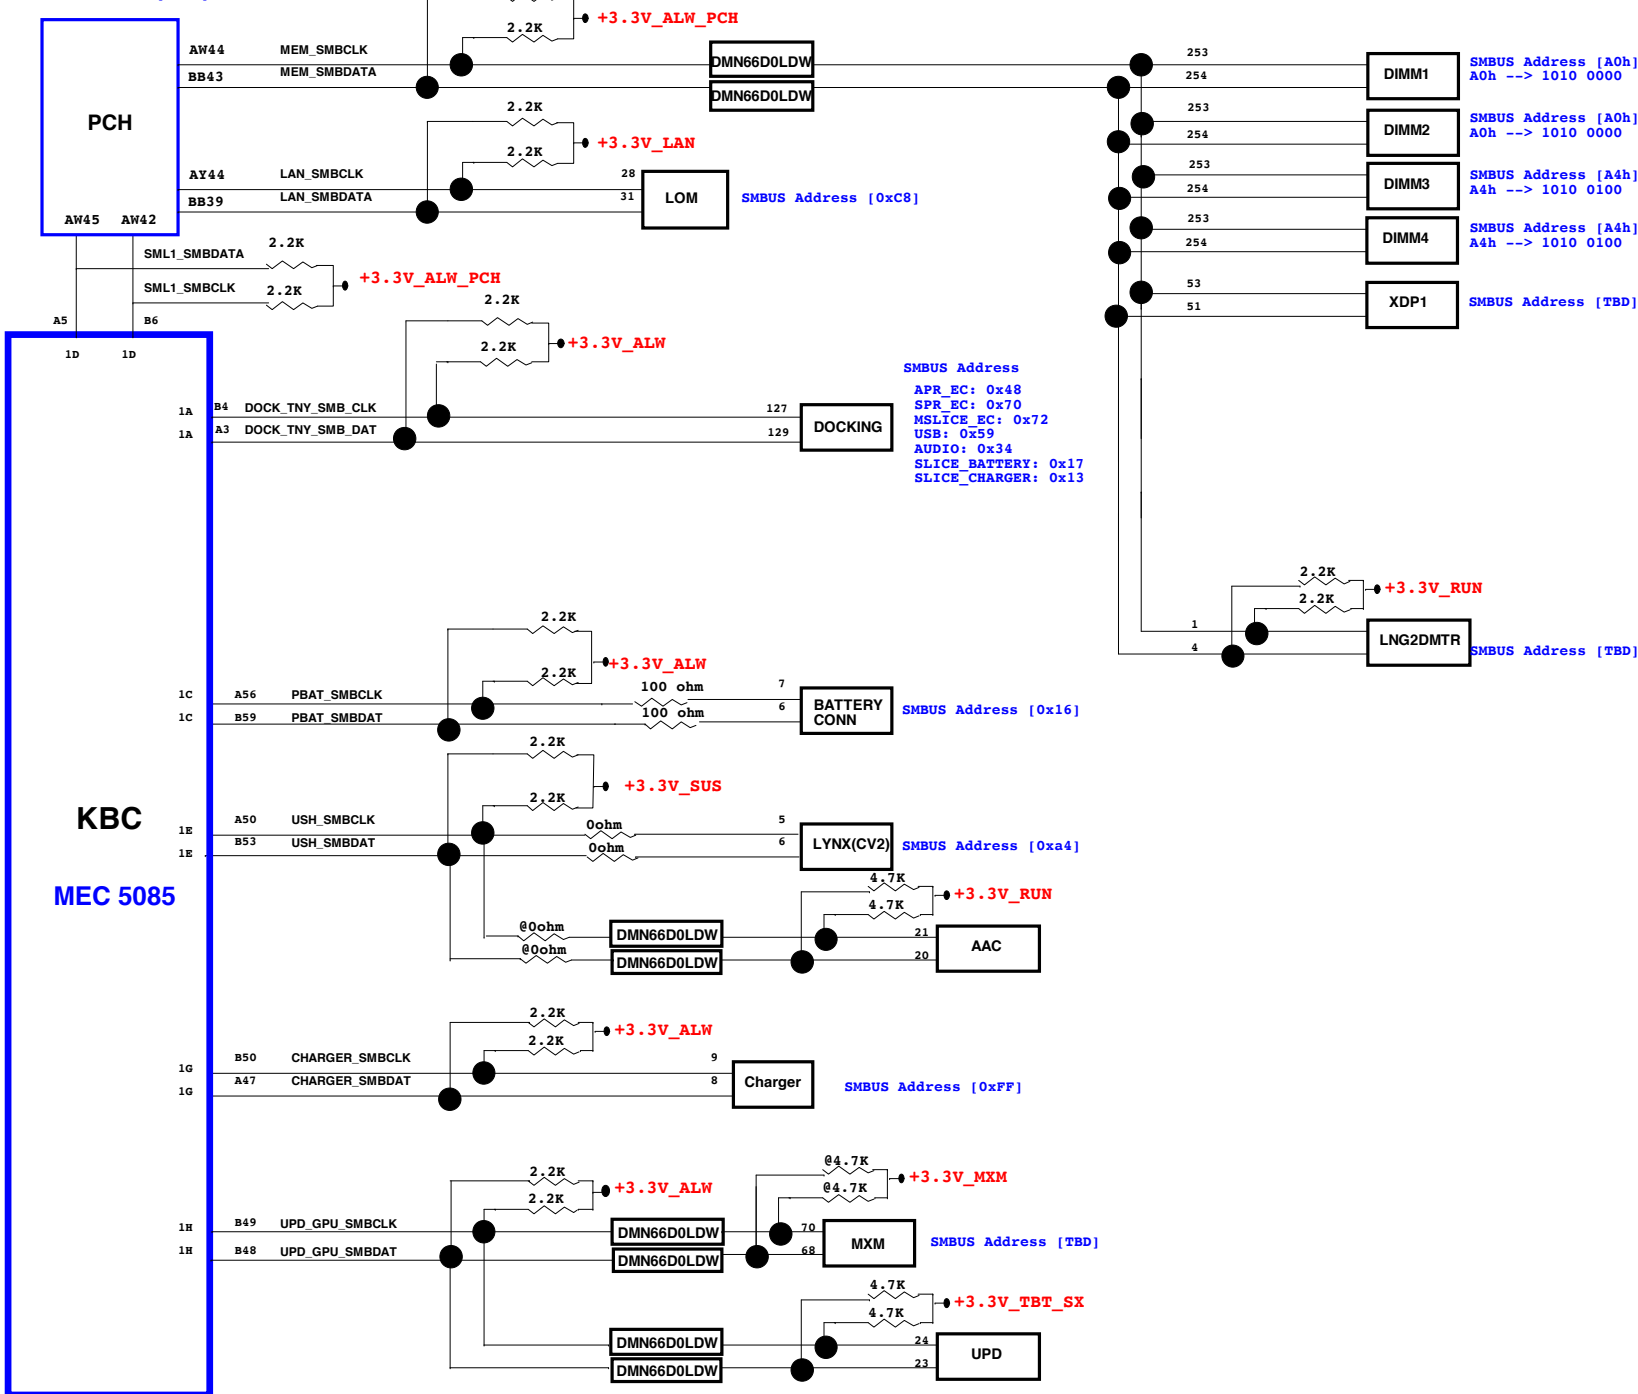 +3.3V_ALW_PCH
2.2K
PCH
AW44 MEM_SMBCLK
BB43 MEM_SMBDATA
DMN66D0LDW
DMN66D0LDW
253
254
DIMM1
SMBUS Address [A0h]
A0h --> 1010 0000
253
254
DIMM2
SMBUS Address [A0h]
A0h --> 1010 0000
253
254
DIMM3
SMBUS Address [A4h]
A4h --> 1010 0100
253
254
DIMM4
SMBUS Address [A4h]
A4h --> 1010 0100
53
51
XDP1
SMBUS Address [TBD]
2.2K
2.2K
+3.3V_RUN
1
4
LNG2DMTR
SMBUS Address [TBD]
2.2K
2.2K
+3.3V_LAN
AY44 LAN_SMBCLK
BB39 LAN_SMBDATA
28
31
LOM
SMBUS Address [0xC8]
AW45 AW42
SML1_SMBDATA
2.2K
SML1_SMBCLK
2.2K
+3.3V_ALW_PCH
A5 B6
1D 1D
2.2K
2.2K
+3.3V_ALW
1A B4 DOCK_TNY_SMB_CLK
1A A3 DOCK_TNY_SMB_DAT
127
129
DOCKING
SMBUS Address
APR_EC: 0x48
SPR_EC: 0x70
MSLICE_EC: 0x72
USB: 0x59
AUDIO: 0x34
SLICE_BATTERY: 0x17
SLICE_CHARGER: 0x13
2.2K
2.2K
+3.3V_ALW
1C A56 PBAT_SMBCLK
1C B59 PBAT_SMBDAT
100 ohm
100 ohm
7
6
BATTERY
CONN
SMBUS Address [0x16]
2.2K
2.2K
+3.3V_SUS
KBC
MEC 5085
1E A50 USH_SMBCLK
1E B53 USH_SMBDAT
0ohm
0ohm
5
6
LYNX(CV2)
SMBUS Address [0xa4]
4.7K
4.7K
+3.3V_RUN
@0ohm
@0ohm
DMN66D0LDW
DMN66D0LDW
21
20
AAC
2.2K
2.2K
+3.3V_ALW
1G B50 CHARGER_SMBCLK
1G A47 CHARGER_SMBDAT
9
8
Charger
SMBUS Address [0xFF]
2.2K
2.2K
+3.3V_ALW
@4.7K
@4.7K
+3.3V_MXM
1H B49 UPD_GPU_SMBCLK
1H B48 UPD_GPU_SMBDAT
DMN66D0LDW
DMN66D0LDW
70
68
MXM
SMBUS Address [TBD]
4.7K
4.7K
+3.3V_TBT_SX
DMN66D0LDW
DMN66D0LDW
24
23
UPD